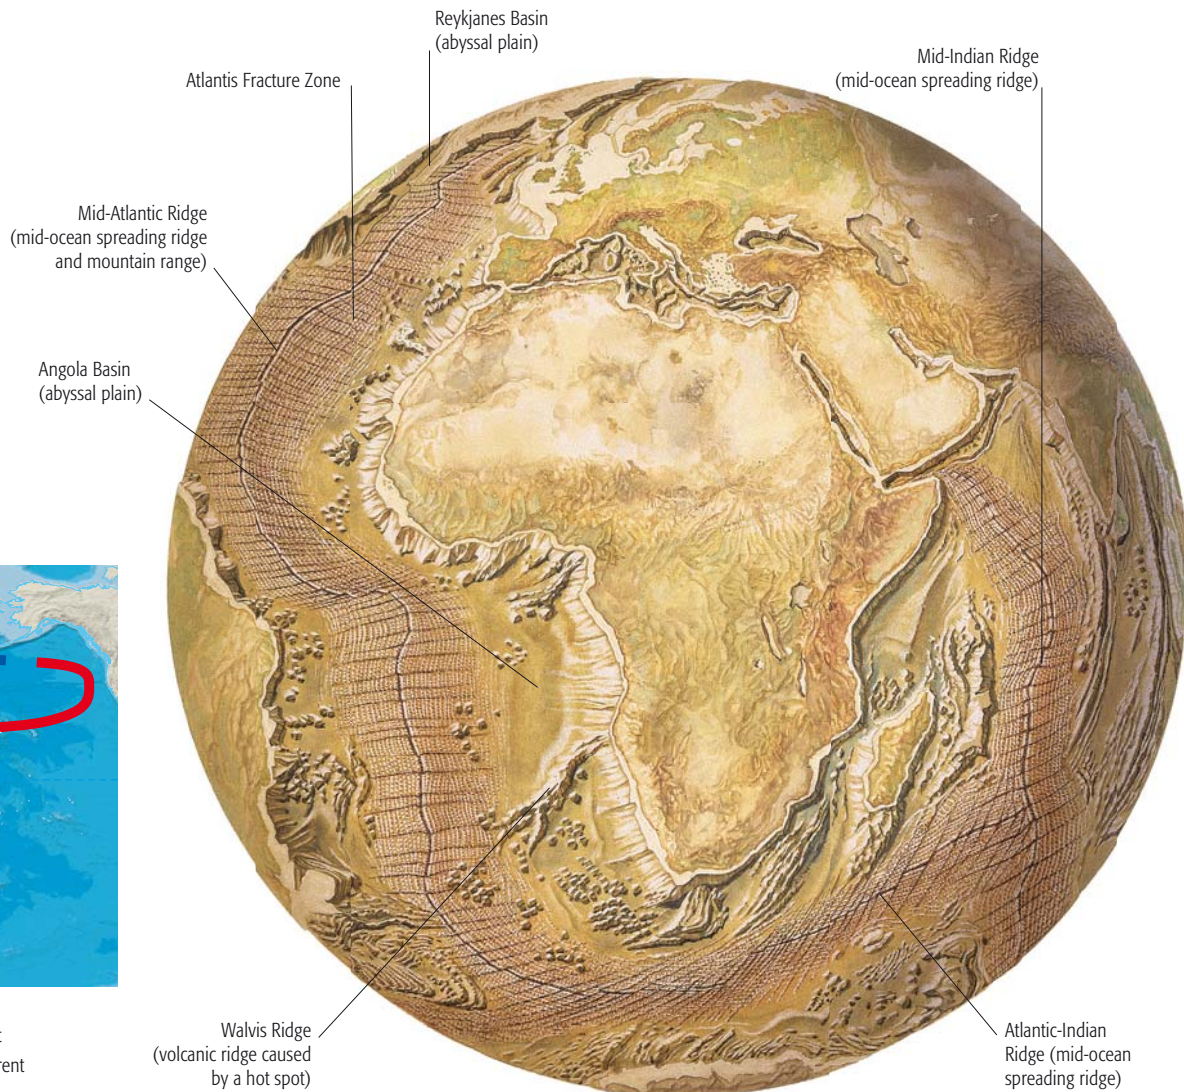 Reykjanes Basin
(abyssal plain)
Atlantis Fracture Zone
Mid-Indian Ridge
(mid-ocean spreading ridge)
Mid-Atlantic Ridge
(mid-ocean spreading ridge
and mountain range)
Angola Basin
(abyssal plain)
Walvis Ridge
(volcanic ridge caused
by a hot spot)
Atlantic-Indian
Ridge (mid-ocean
spreading ridge)